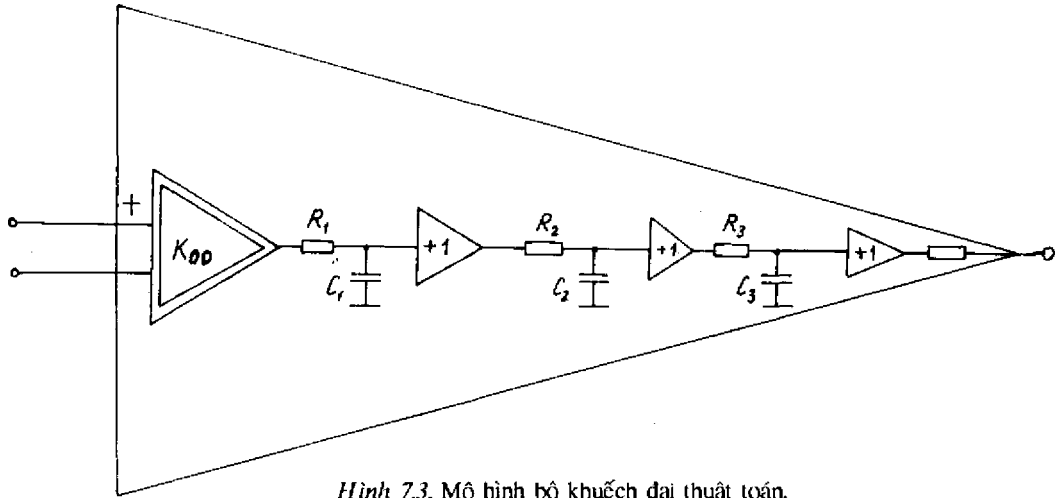 +
K₀₀
R₁
C₁
+1
R₂
C₂
+1
R₃
C₃
+1
Hình 7.3. Mô hình bộ khuếch đại thuật toán.